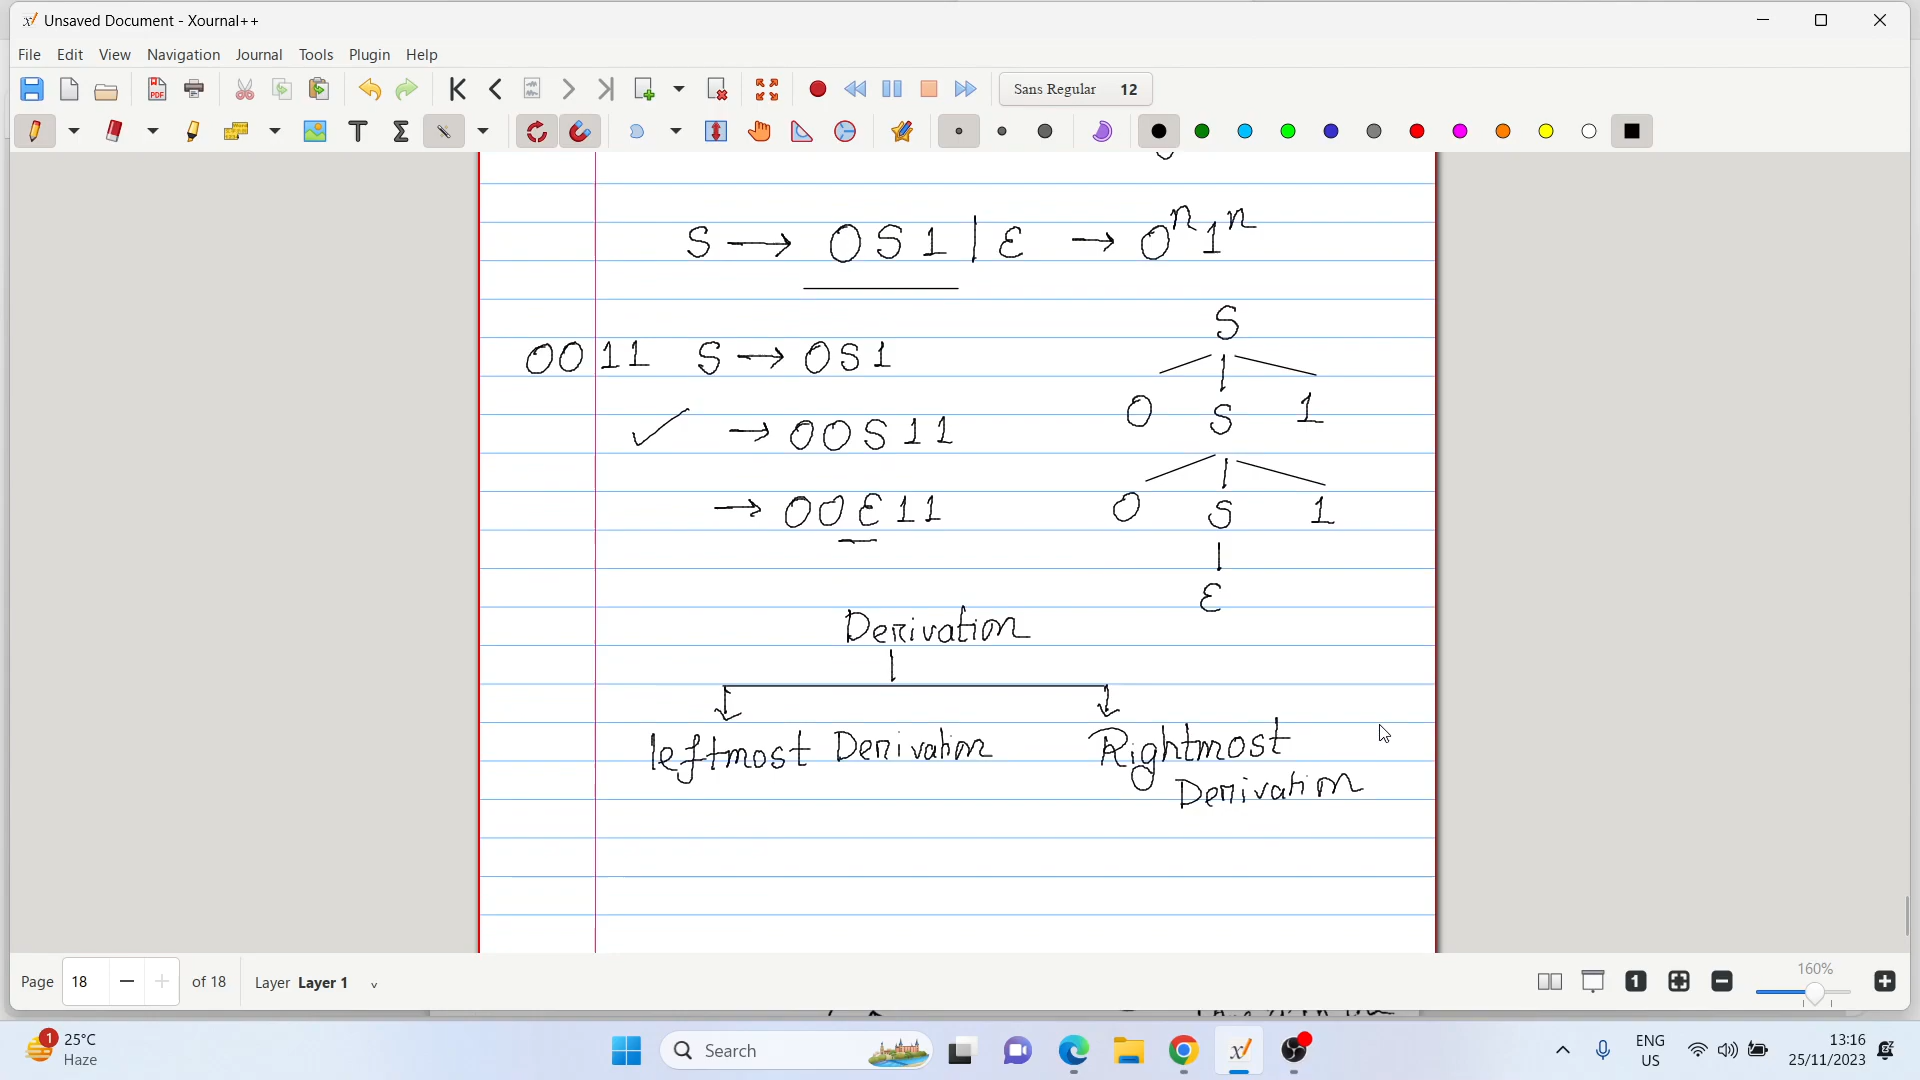 Unsaved Document - Xournal++
File Edit View Navigation Journal Tools Plugin Help
Sans Regular 12
S → 0S1 | ε → 0ⁿ1ⁿ
S
0011 S → 0S1
0 S 1
✓ → 00S11
→ 00ε11
0 S 1
ε
Derivation
leftmost Derivation Rightmost
Derivation
Page 18 of 18 Layer Layer 1 160%
25°C
Haze
1
Search
ENG
US
13:16
25/11/2023